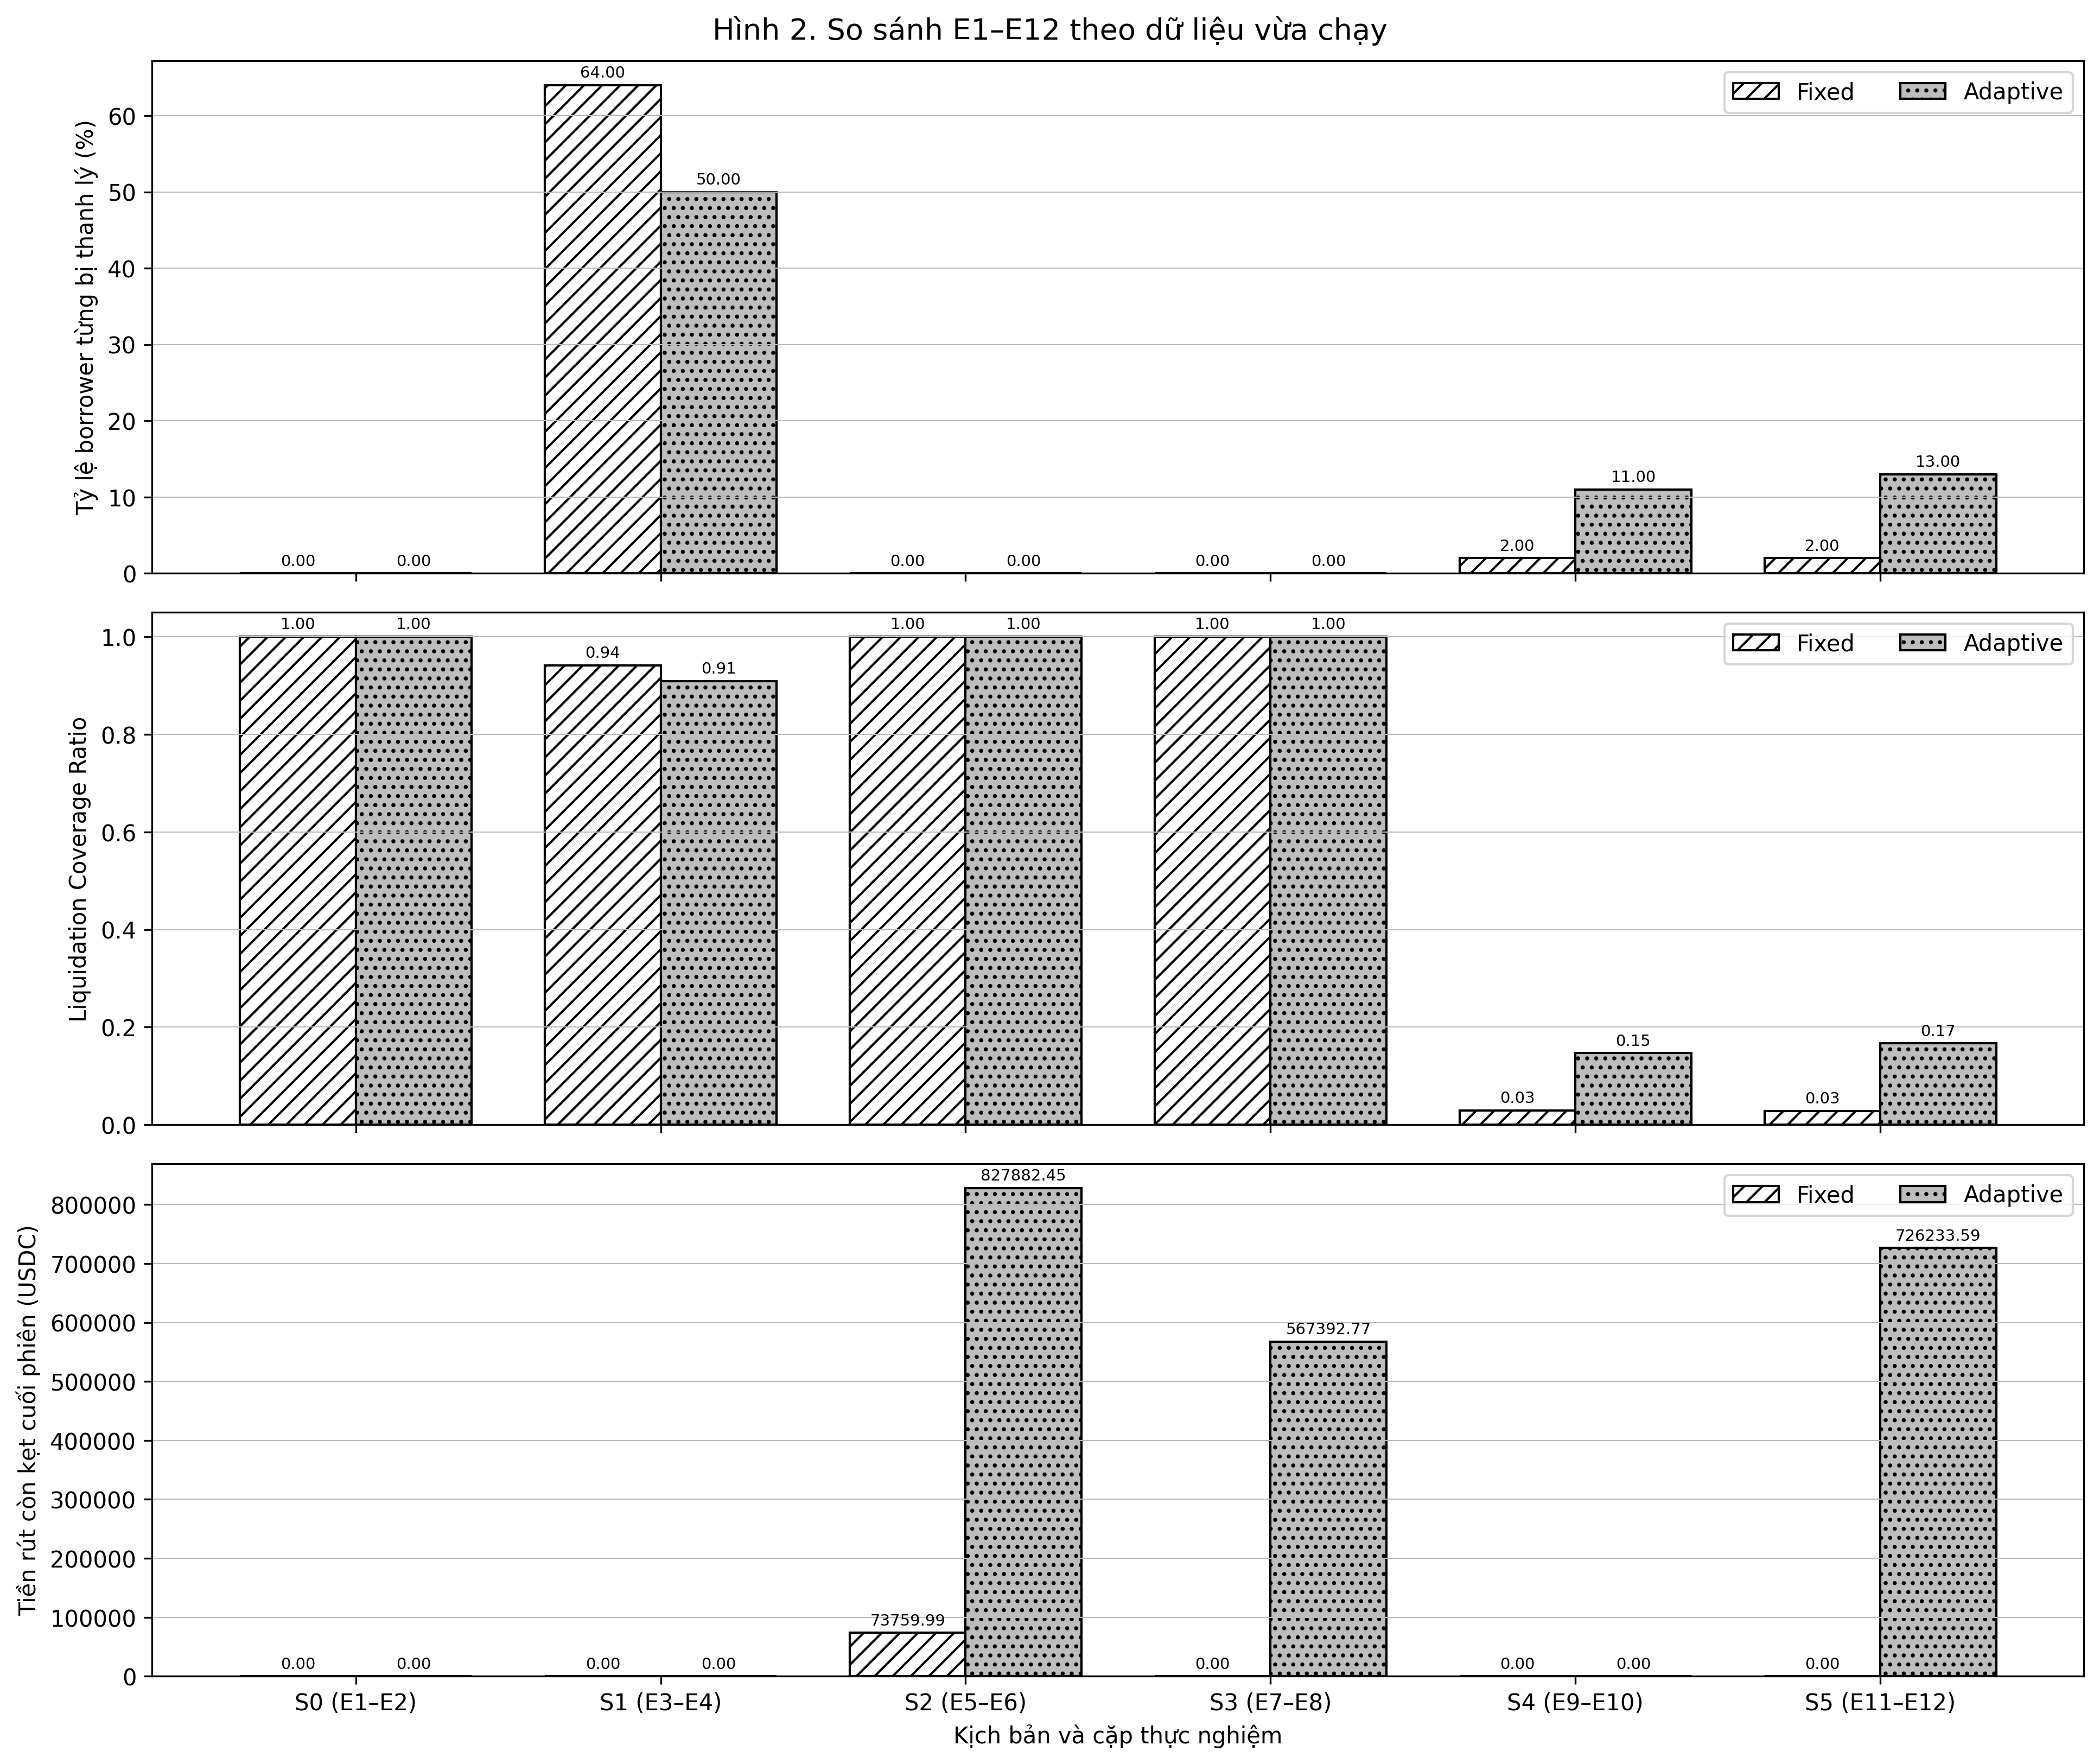 Hình 2. So sánh E1–E12 theo dữ liệu vừa chạy
Tỷ lệ borrower từng bị thanh lý (%)
60
50
40
30
20
10
0
64.00
50.00
0.00 0.00 0.00 0.00 0.00 0.00
2.00 11.00 2.00 13.00
Fixed Adaptive
Liquidation Coverage Ratio
1.0
0.8
0.6
0.4
0.2
0.0
1.00 1.00 0.94 0.91 1.00 1.00 1.00 1.00 0.03 0.15 0.03 0.17
Fixed Adaptive
Tiền rút còn kẹt cuối phiên (USDC)
800000
700000
600000
500000
400000
300000
200000
100000
0
0.00 0.00 0.00 0.00 73759.99 827882.45 0.00 567392.77 0.00 0.00 0.00 726233.59
Fixed Adaptive
S0 (E1–E2) S1 (E3–E4) S2 (E5–E6) S3 (E7–E8) S4 (E9–E10) S5 (E11–E12)
Kịch bản và cặp thực nghiệm